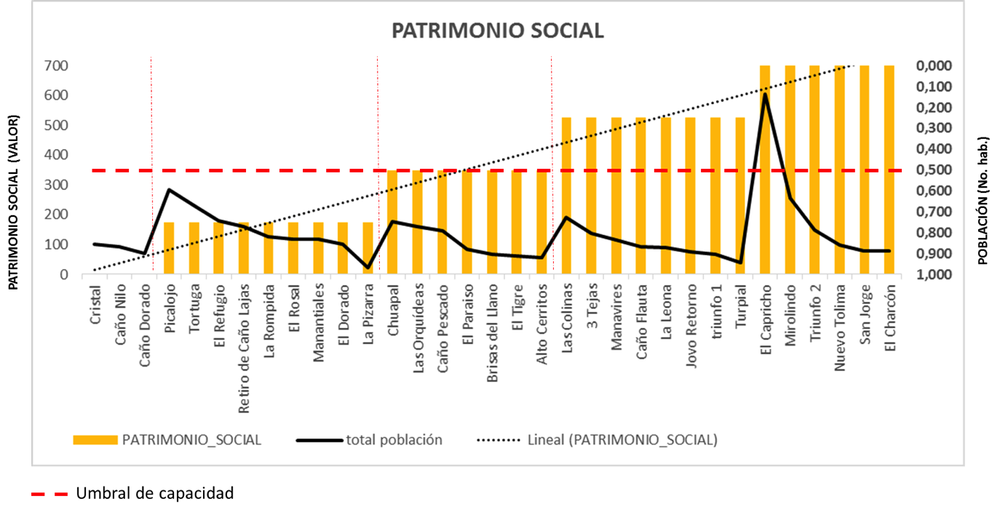 PATRIMONIO SOCIAL
PATRIMONIO SOCIAL (VALOR)
700
600
500
400
300
200
100
0
0,000
0,100
0,200
0,300
0,400
0,500
0,600
0,700
0,800
0,900
1,000
POBLACIÓN (No. hab.)
Cristal
Caño Nilo
Caño Dorado
Picalojo
Tortuga
El Refugio
Retiro de Caño Lajas
La Rompida
El Rosal
Manantiales
El Dorado
La Pizarra
Chuapal
Las Orquídeas
Caño Pescado
El Paraiso
Brisas del Llano
El Tigre
Alto Cerritos
Las Colinas
3 Tejas
Manavires
Caño Flauta
La Leona
Jovo Retorno
triunfo 1
Turpial
El Capricho
Mirolindo
Triunfo 2
Nuevo Tolima
San Jorge
El Charcón
PATRIMONIO_SOCIAL
total población
Lineal (PATRIMONIO_SOCIAL)
Umbral de capacidad